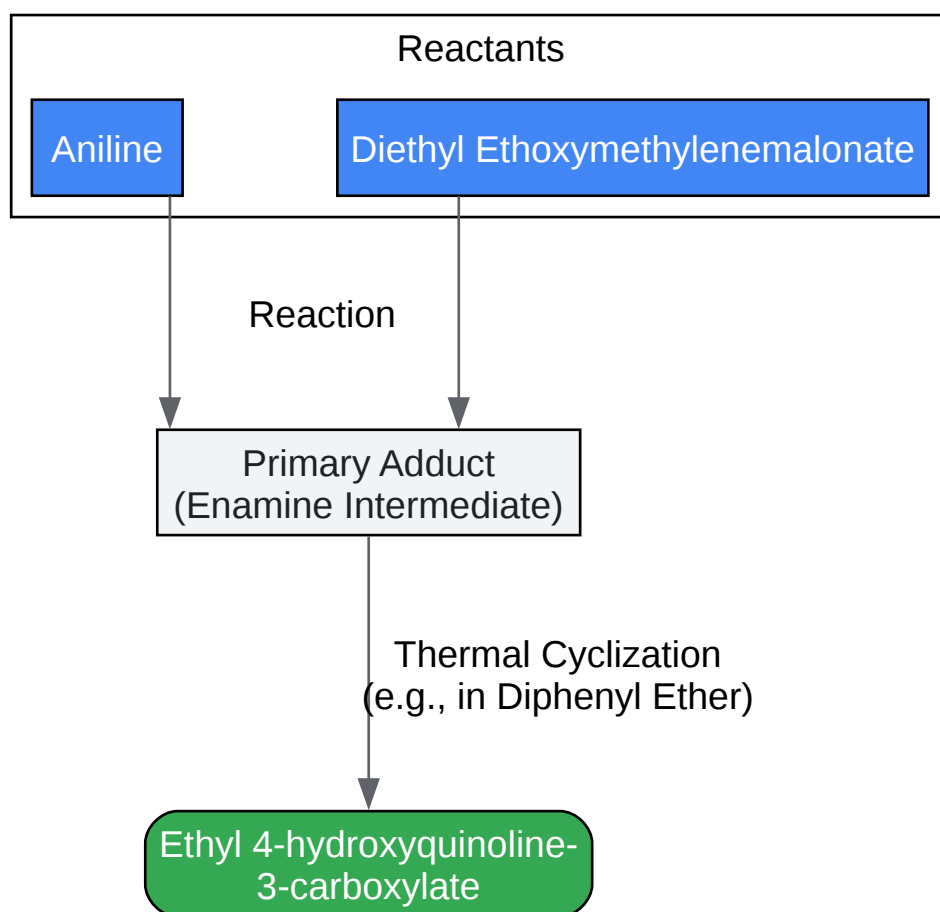 Reactants
Aniline
Diethyl Ethoxymethylenemalonate
Reaction
Primary Adduct
(Enamine Intermediate)
Thermal Cyclization
(e.g., in Diphenyl Ether)
Ethyl 4-hydroxyquinoline-
3-carboxylate